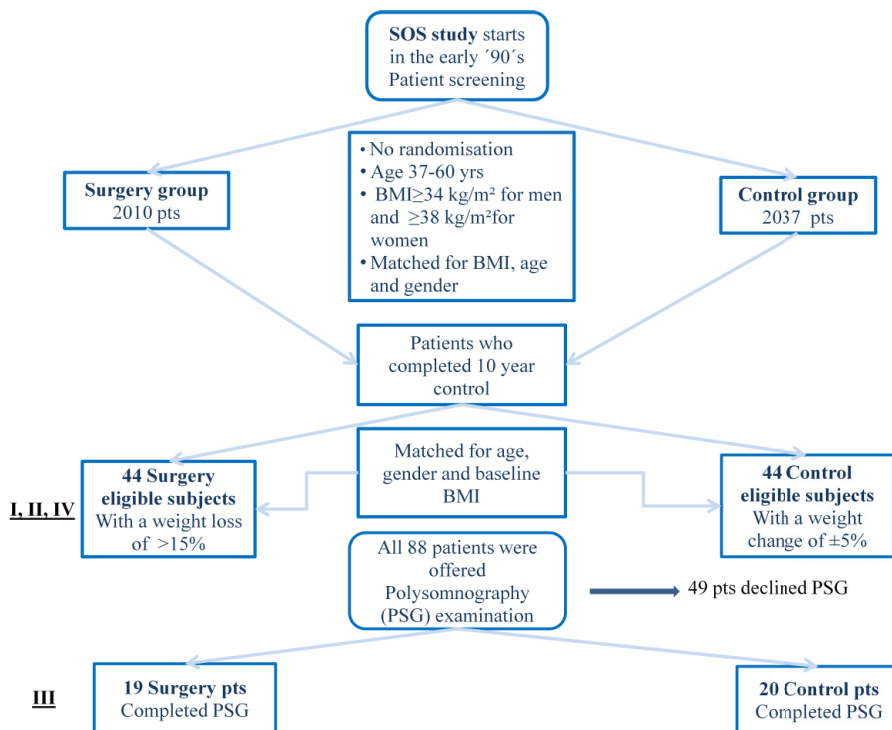 SOS study starts
in the early ´90´s
Patient screening
• No randomisation
• Age 37-60 yrs
• BMI≥34 kg/m² for men
and ≥38 kg/m²for
women
• Matched for BMI, age
and gender
Surgery group
2010 pts
Control group
2037 pts
Patients who
completed 10 year
control
Matched for age,
gender and baseline
BMI
I, II, IV
44 Surgery
eligible subjects
With a weight loss
of >15%
44 Control
eligible subjects
With a weight
change of ±5%
All 88 patients were
offered
Polysomnography
(PSG) examination
49 pts declined PSG
III
19 Surgery pts
Completed PSG
20 Control pts
Completed PSG